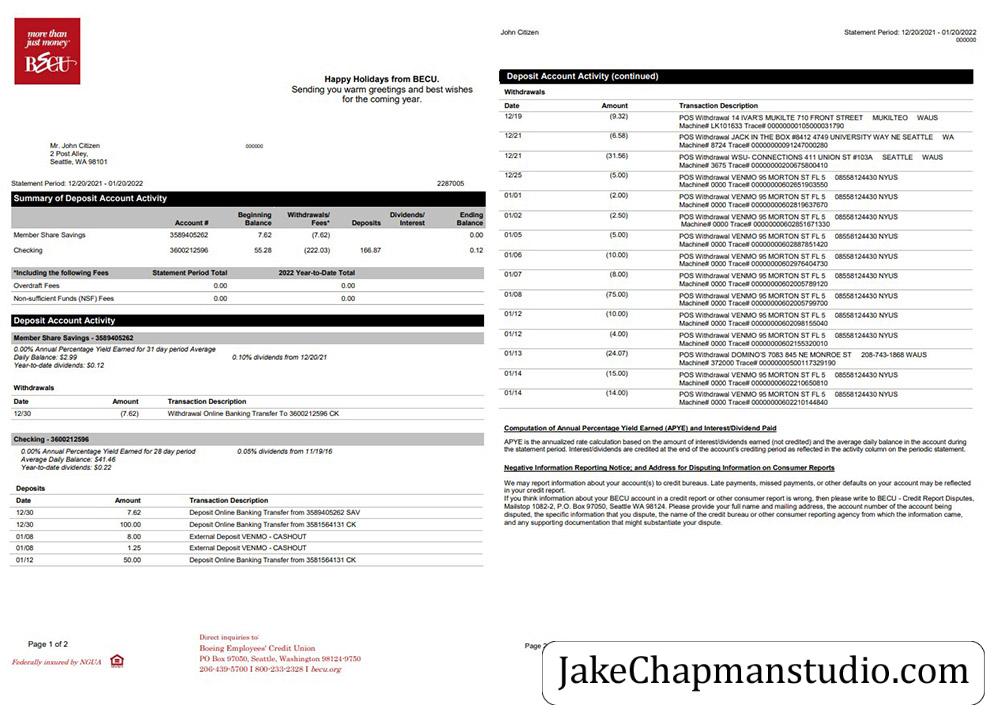 more than
just money
BECU
Happy Holidays from BECU.
Sending you warm greetings and best wishes
for the coming year.
Mr. John Citizen 000000
2 Post Alley,
Seattle, WA 98101
Statement Period: 12/20/2021 - 01/20/2022 2287005
Summary of Deposit Account Activity
Account # Beginning Balance Withdrawals/ Fees* Deposits Dividends/ Interest Ending Balance
Member Share Savings 3589405262 7.62 (7.62) 0.00
Checking 3600212596 55.28 (222.03) 166.87 0.12
*Including the following Fees Statement Period Total 2022 Year-to-Date Total
Overdraft Fees 0.00 0.00
Non-sufficient Funds (NSF) Fees 0.00 0.00
Deposit Account Activity
Member Share Savings - 3589405262
0.00% Annual Percentage Yield Earned for 31 day period Average
Daily Balance: $2.99 0.10% dividends from 12/20/21
Year-to-date dividends: $0.12
Withdrawals
Date Amount Transaction Description
12/30 (7.62) Withdrawal Online Banking Transfer To 3600212596 CK
Checking - 3600212596
0.00% Annual Percentage Yield Earned for 28 day period 0.05% dividends from 11/19/16
Average Daily Balance: $41.46
Year-to-date dividends: $0.22
Deposits
Date Amount Transaction Description
12/30 7.62 Deposit Online Banking Transfer from 3589405262 SAV
12/30 100.00 Deposit Online Banking Transfer from 3581564131 CK
01/08 8.00 External Deposit VENMO - CASHOUT
01/08 1.25 External Deposit VENMO - CASHOUT
01/12 50.00 Deposit Online Banking Transfer from 3581564131 CK
Page 1 of 2
Federally insured by NGUA
Direct inquiries to:
Boeing Employees' Credit Union
PO Box 97050, Seattle, Washington 98124-9750
206-439-5700 I 800-233-2328 I becu.org
John Citizen Statement Period: 12/20/2021 - 01/20/2022
000000
Deposit Account Activity (continued)
Withdrawals
Date Amount Transaction Description
12/19 (9.32) POS Withdrawal 14 IVAR'S MUKILTE 710 FRONT STREET MUKILTEO WAUS
Machine# LK101633 Trace# 00000000105000031790
12/21 (6.58) POS Withdrawal JACK IN THE BOX #8412 4749 UNIVERSITY WAY NE SEATTLE WA
Machine# 8724 Trace# 00000000091247000280
12/21 (31.56) POS Withdrawal WSU- CONNECTIONS 411 UNION ST #103A SEATTLE WAUS
Machine# 3675 Trace# 00000000200675800410
12/25 (5.00) POS Withdrawal VENMO 95 MORTON ST FL 5 08558124430 NYUS
Machine# 0000 Trace# 00000000602651903550
01/01 (2.00) POS Withdrawal VENMO 95 MORTON ST FL 5 08558124430 NYUS
Machine# 0000 Trace# 00000000602819637670
01/02 (2.50) POS Withdrawal VENMO 95 MORTON ST FL 5 08558124430 NYUS
Machine# 0000 Trace# 00000000602851671330
01/05 (5.00) POS Withdrawal VENMO 95 MORTON ST FL 5 08558124430 NYUS
Machine# 0000 Trace# 00000000602887851420
01/06 (10.00) POS Withdrawal VENMO 95 MORTON ST FL 5 08558124430 NYUS
Machine# 0000 Trace# 00000000602976404730
01/07 (8.00) POS Withdrawal VENMO 95 MORTON ST FL 5 08558124430 NYUS
Machine# 0000 Trace# 00000000602005789120
01/08 (75.00) POS Withdrawal VENMO 95 MORTON ST FL 5 08558124430 NYUS
Machine# 0000 Trace# 00000000602005799700
01/12 (10.00) POS Withdrawal VENMO 95 MORTON ST FL 5 08558124430 NYUS
Machine# 0000 Trace# 00000000602098155040
01/12 (4.00) POS Withdrawal VENMO 95 MORTON ST FL 5 08558124430 NYUS
Machine# 0000 Trace# 00000000602155320010
01/13 (24.07) POS Withdrawal DOMINO'S 7083 845 NE MONROE ST 208-743-1868 WAUS
Machine# 372000 Trace# 00000000500117329190
01/14 (15.00) POS Withdrawal VENMO 95 MORTON ST FL 5 08558124430 NYUS
Machine# 0000 Trace# 00000000602210650810
01/14 (14.00) POS Withdrawal VENMO 95 MORTON ST FL 5 08558124430 NYUS
Machine# 0000 Trace# 00000000602210144840
Computation of Annual Percentage Yield Earned (APYE) and Interest/Dividend Paid
APYE is the annualized rate calculation based on the amount of interest/dividends earned (not credited) and the average daily balance in the account during
the statement period. Interest/dividends are credited at the end of the account's crediting period as reflected in the activity column on the periodic statement.
Negative Information Reporting Notice; and Address for Disputing Information on Consumer Reports
We may report information about your account(s) to credit bureaus. Late payments, missed payments, or other defaults on your account may be reflected
in your credit report.
If you think information about your BECU account in a credit report or other consumer report is wrong, then please write to BECU - Credit Report Disputes,
Mailstop 1082-2, P.O. Box 97050, Seattle WA 98124. Please provide your full name and mailing address, the account number of the account being
disputed, the specific information that you dispute, the name of the credit bureau or other consumer reporting agency from which the information came,
and any supporting documentation that might substantiate your dispute.
Page 2
JakeChapmanstudio.com